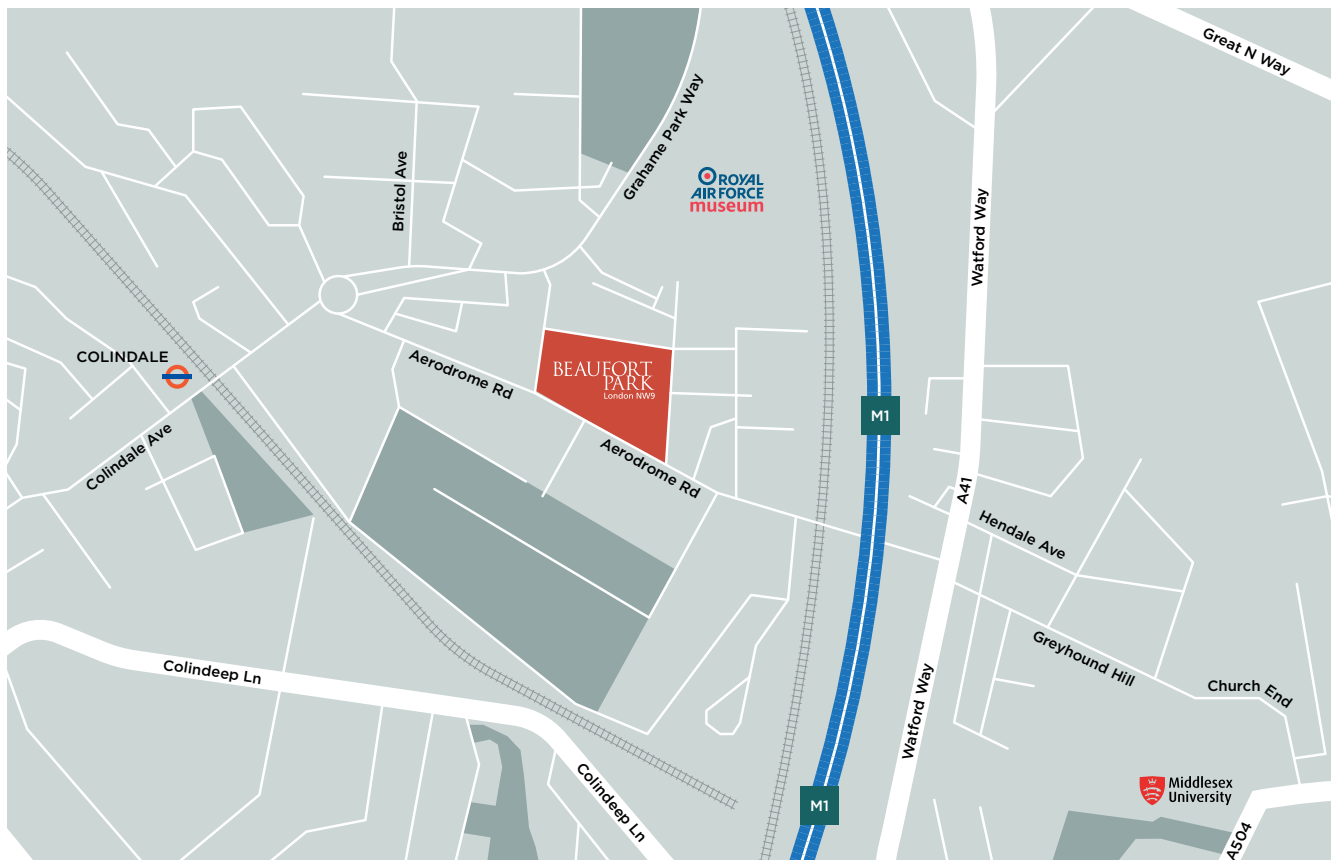 Great N Way
Grahame Park Way
Bristol Ave
ROYAL
AIR FORCE
museum
Watford Way
COLINDALE
Aerodrome Rd
BEAUFORT
PARK
London NW9
M1
Colindale Ave
Aerodrome Rd
A41
Hendale Ave
Colindeep Ln
Greyhound Hill
Church End
Watford Way
Colindeep Ln
M1
Middlesex
University
A504